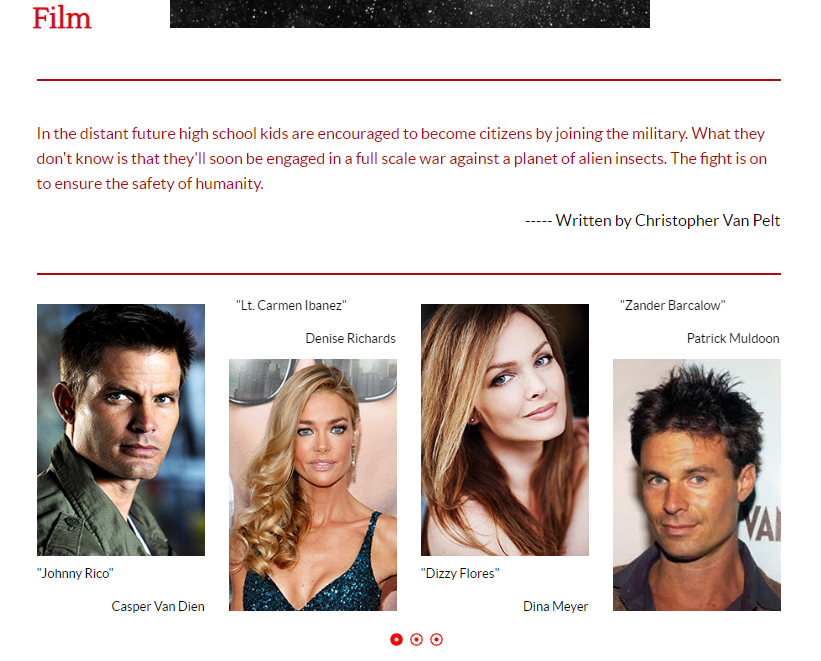 Film
In the distant future high school kids are encouraged to become citizens by joining the military. What they
don't know is that they'll soon be engaged in a full scale war against a planet of alien insects. The fight is on
to ensure the safety of humanity.
----- Written by Christopher Van Pelt
"Johnny Rico"
Casper Van Dien
"Lt. Carmen Ibanez"
Denise Richards
"Dizzy Flores"
Dina Meyer
"Zander Barcalow"
Patrick Muldoon
VAN